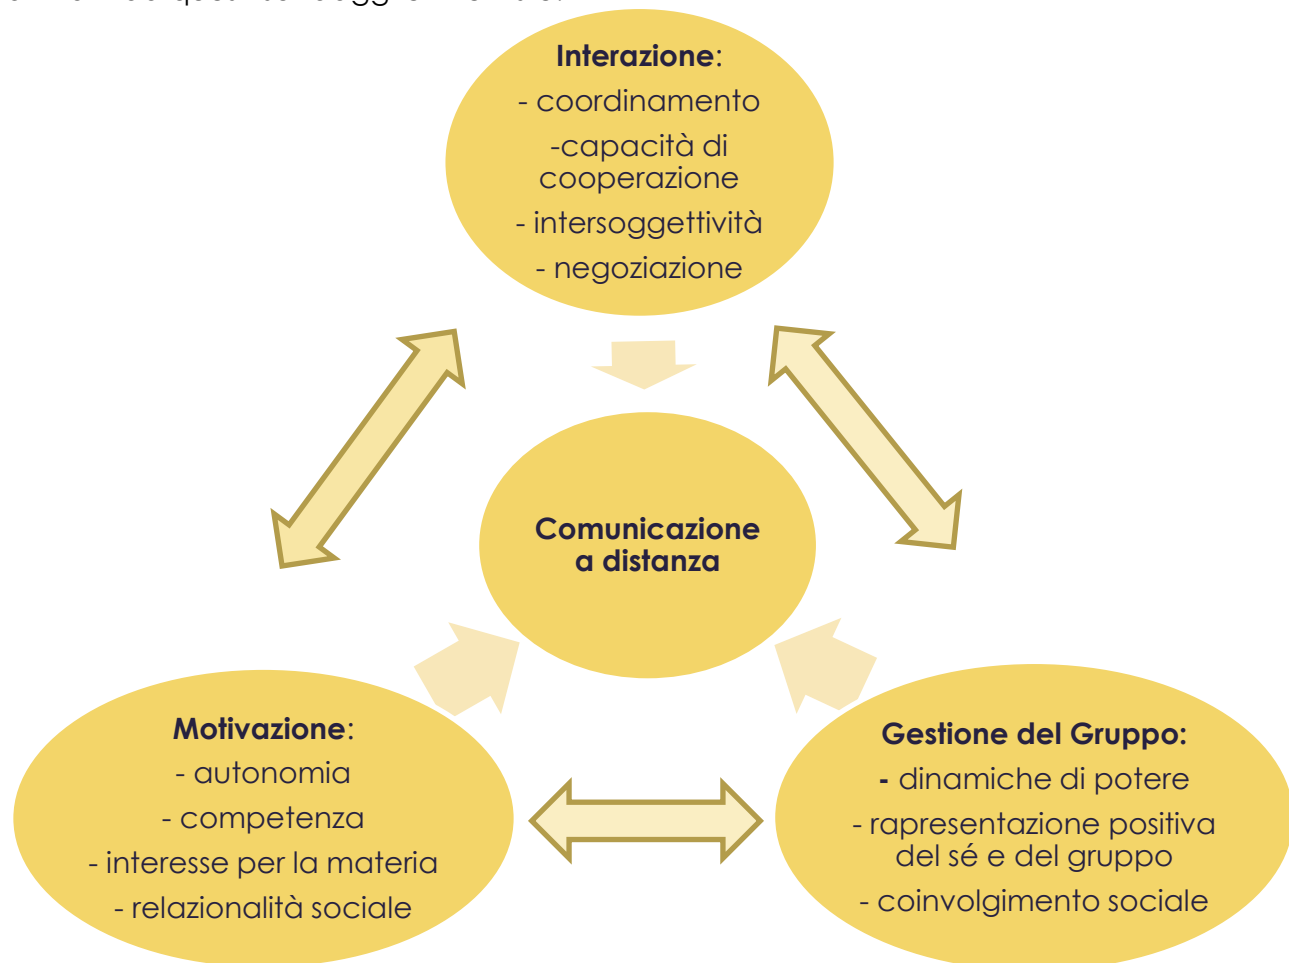 Interazione:
- coordinamento
-capacità di
cooperazione
- intersoggettività
- negoziazione
Comunicazione
a distanza
Motivazione:
- autonomia
- competenza
- interesse per la materia
- relazionalità sociale
Gestione del Gruppo:
- dinamiche di potere
- rapresentazione positiva
del sé e del gruppo
- coinvolgimento sociale